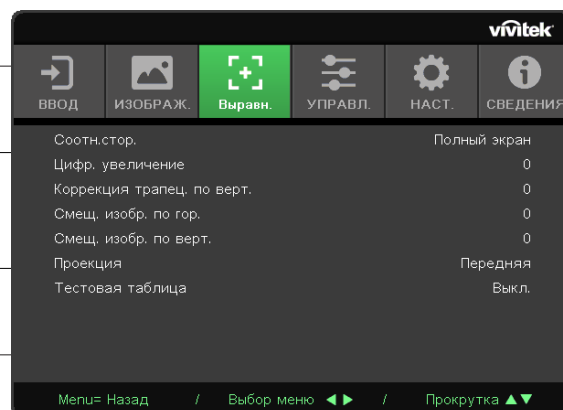 vivitek
ВВОД ИЗОБРАЖ. Выравн. УПРАВЛ. НАСТ. СВЕДЕНИЯ
Соотн.стор. Полный экран
Цифр. увеличение 0
Коррекция трапец. по верт. 0
Смещ. изобр. по гор. 0
Смещ. изобр. по верт. 0
Проекция Передняя
Тестовая таблица Выкл.
Menu= Назад / Выбор меню ◄► / Прокрутка ▲▼